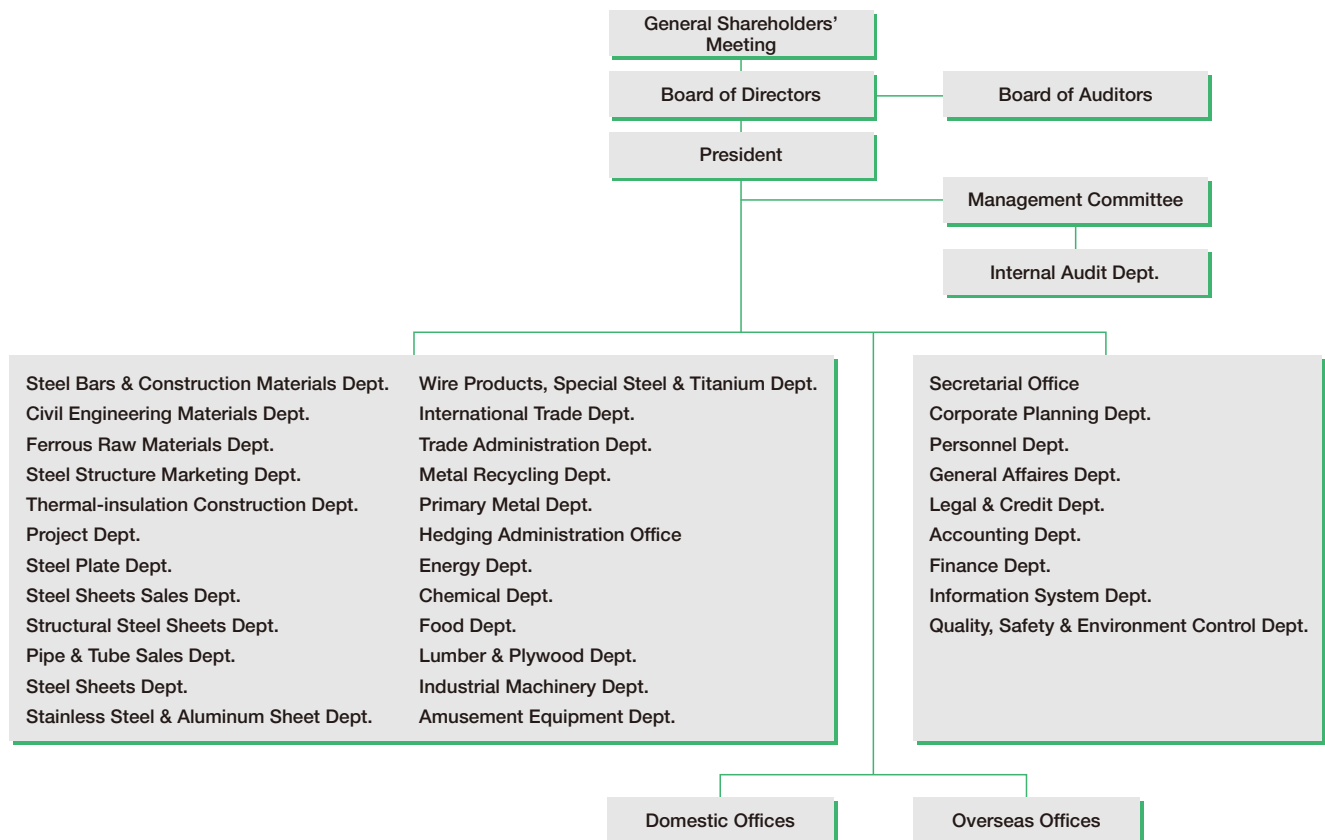 General Shareholders’
Meeting
Board of Directors
Board of Auditors
President
Management Committee
Internal Audit Dept.
Steel Bars & Construction Materials Dept.
Civil Engineering Materials Dept.
Ferrous Raw Materials Dept.
Steel Structure Marketing Dept.
Thermal-insulation Construction Dept.
Project Dept.
Steel Plate Dept.
Steel Sheets Sales Dept.
Structural Steel Sheets Dept.
Pipe & Tube Sales Dept.
Steel Sheets Dept.
Stainless Steel & Aluminum Sheet Dept.
Wire Products, Special Steel & Titanium Dept.
International Trade Dept.
Trade Administration Dept.
Metal Recycling Dept.
Primary Metal Dept.
Hedging Administration Office
Energy Dept.
Chemical Dept.
Food Dept.
Lumber & Plywood Dept.
Industrial Machinery Dept.
Amusement Equipment Dept.
Secretarial Office
Corporate Planning Dept.
Personnel Dept.
General Affaires Dept.
Legal & Credit Dept.
Accounting Dept.
Finance Dept.
Information System Dept.
Quality, Safety & Environment Control Dept.
Domestic Offices
Overseas Offices